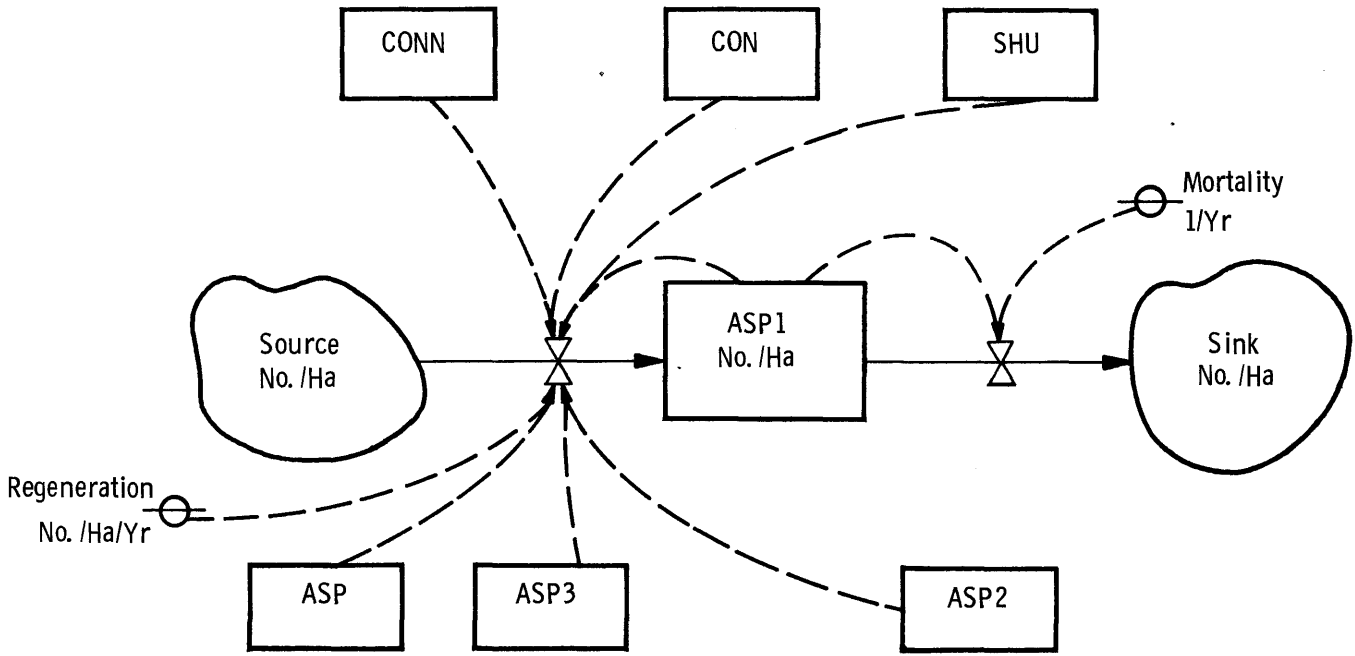 CONN
CON
SHU
Mortality
1/Yr
Source
No. /Ha
ASP1
No. /Ha
Sink
No. /Ha
Regeneration
No. /Ha/Yr
ASP
ASP3
ASP2